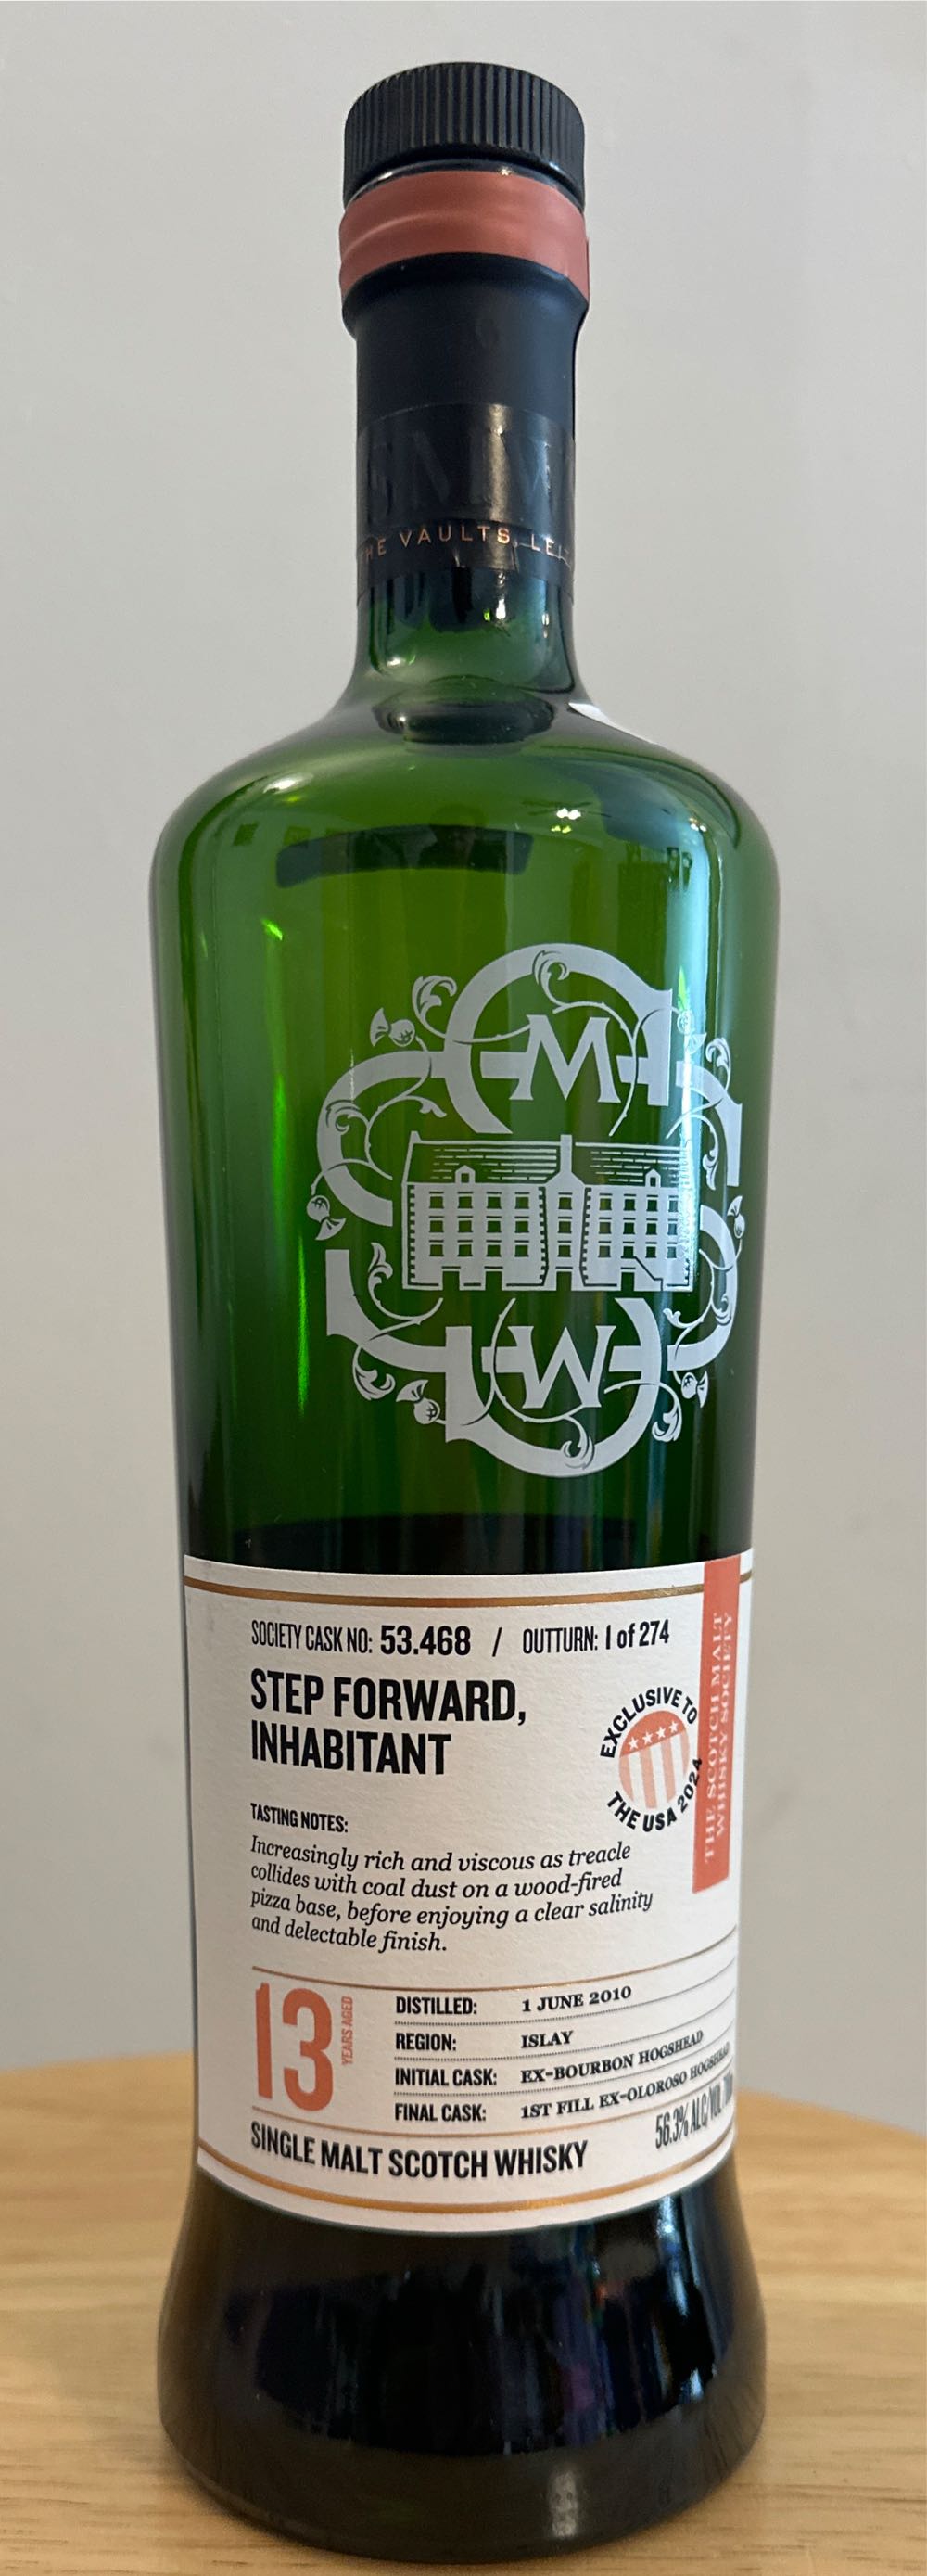 THE VAULTS, LEI
M
W
SOCIETY CASK NO: 53.468 / OUTTURN: 1 of 274
STEP FORWARD,
INHABITANT
EXCLUSIVE TO
THE USA 2024
THE SCOTCH MALT
WHISKY SOCIETY
TASTING NOTES:
Increasingly rich and viscous as treacle
collides with coal dust on a wood-fired
pizza base, before enjoying a clear salinity
and delectable finish.
13
YEARS AGED
DISTILLED: 1 JUNE 2010
REGION: ISLAY
INITIAL CASK: EX-BOURBON HOGSHEAD
FINAL CASK: 1ST FILL EX-OLOROSO HOGSHEAD
SINGLE MALT SCOTCH WHISKY
56.3% ALC/VOL